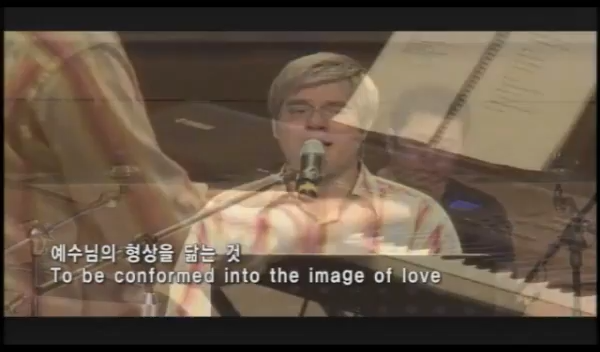 예수님의 형상을 닮는 것
To be conformed into the image of love